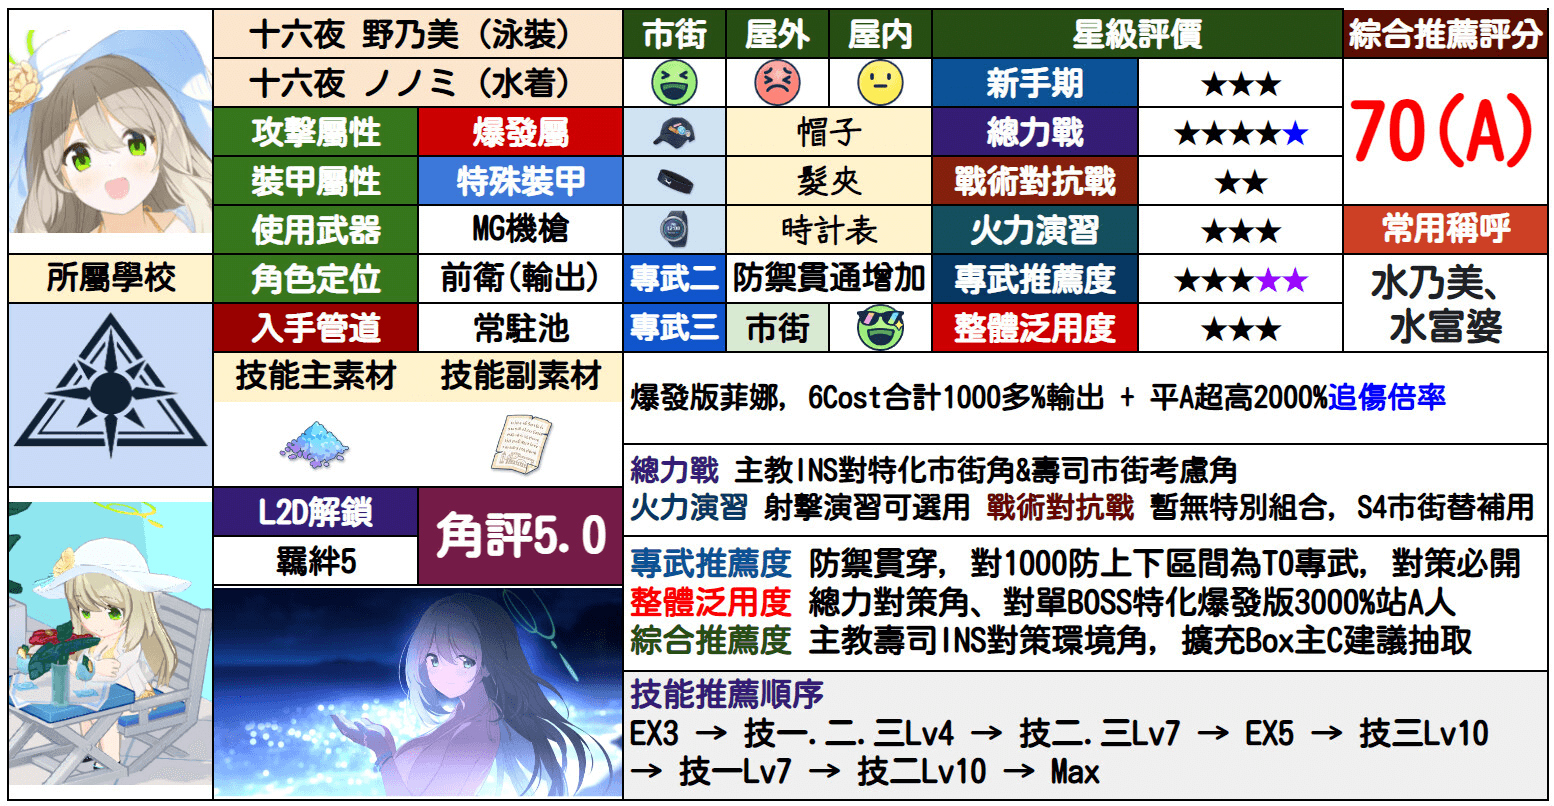 十六夜 野乃美（泳裝）
市街
屋外
屋内
星級評價
綜合推薦評分
十六夜 ノノミ（水着）
新手期
★★★
70(A)
攻擊屬性
爆發屬
帽子
總力戰
★★★★★
裝甲屬性
特殊裝甲
髮夾
戰術對抗戰
★★
使用武器
MG機槍
時計表
火力演習
★★★
常用稱呼
所屬學校
角色定位
前衛(輸出)
專武二
防禦貫通增加
專武推薦度
★★★★★
水乃美、
水富婆
入手管道
常駐池
專武三
市街
整體泛用度
★★★
技能主素材
技能副素材
爆發版菲娜, 6Cost合計1000多%輸出 + 平A超高2000%追傷倍率
總力戰 主教INS對特化市街角&壽司市街考慮角
火力演習 射擊演習可選用 戰術對抗戰 暫無特別組合, S4市街替補用
L2D解鎖
角評5.0
羈絆5
專武推薦度 防禦貫穿, 對1000防上下區間為T0專武, 對策必開
整體泛用度 總力對策角、對單BOSS特化爆發版3000%站A人
綜合推薦度 主教壽司INS對策環境角, 擴充Box主C建議抽取
技能推薦順序
EX3 → 技一.二.三Lv4 → 技二.三Lv7 → EX5 → 技三Lv10
→ 技一Lv7 → 技二Lv10 → Max